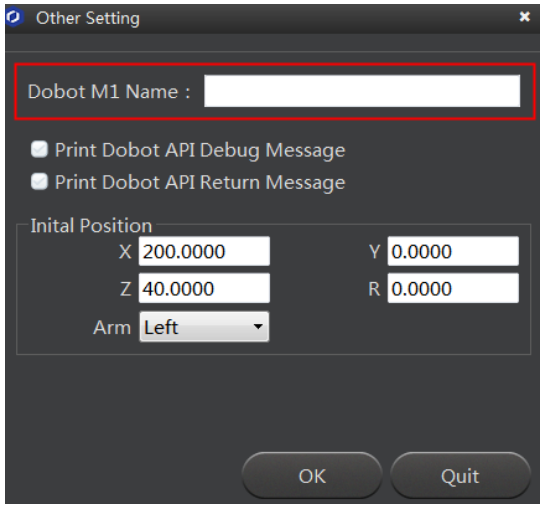 Other Setting
Dobot M1 Name :
Print Dobot API Debug Message
Print Dobot API Return Message
Inital Position
X 200.0000 Y 0.0000
Z 40.0000 R 0.0000
Arm Left
OK Quit